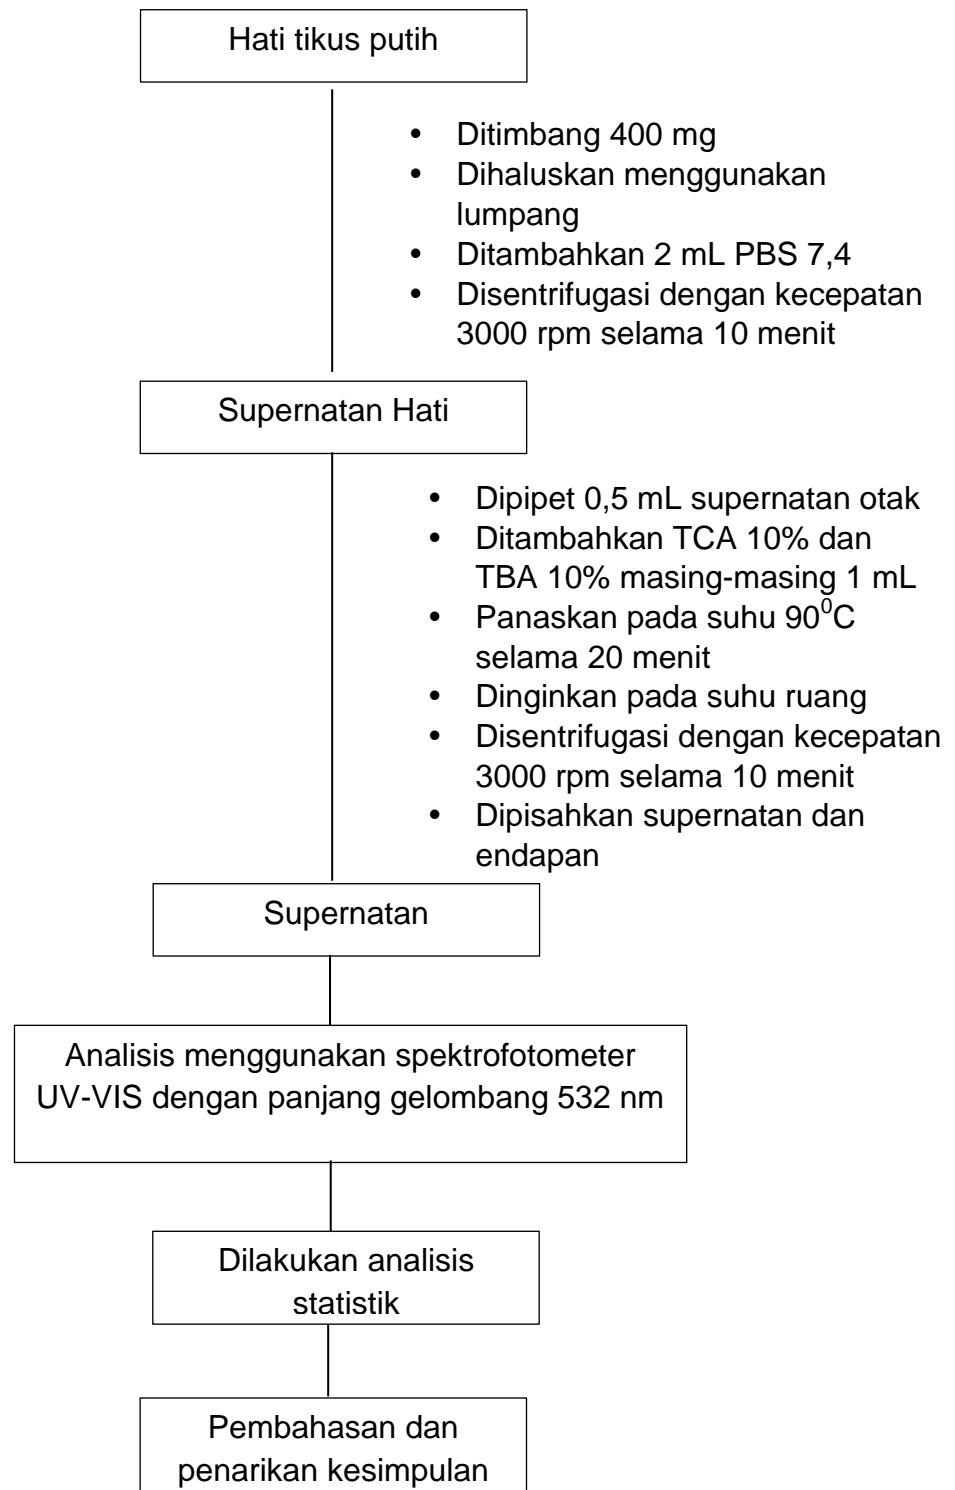 Hati tikus putih
• Ditimbang 400 mg
• Dihaluskan menggunakan
lumpang
• Ditambahkan 2 mL PBS 7,4
• Disentrifugasi dengan kecepatan
3000 rpm selama 10 menit
Supernatan Hati
• Dipipet 0,5 mL supernatan otak
• Ditambahkan TCA 10% dan
TBA 10% masing-masing 1 mL
• Panaskan pada suhu 90⁰C
selama 20 menit
• Dinginkan pada suhu ruang
• Disentrifugasi dengan kecepatan
3000 rpm selama 10 menit
• Dipisahkan supernatan dan
endapan
Supernatan
Analisis menggunakan spektrofotometer
UV-VIS dengan panjang gelombang 532 nm
Dilakukan analisis
statistik
Pembahasan dan
penarikan kesimpulan